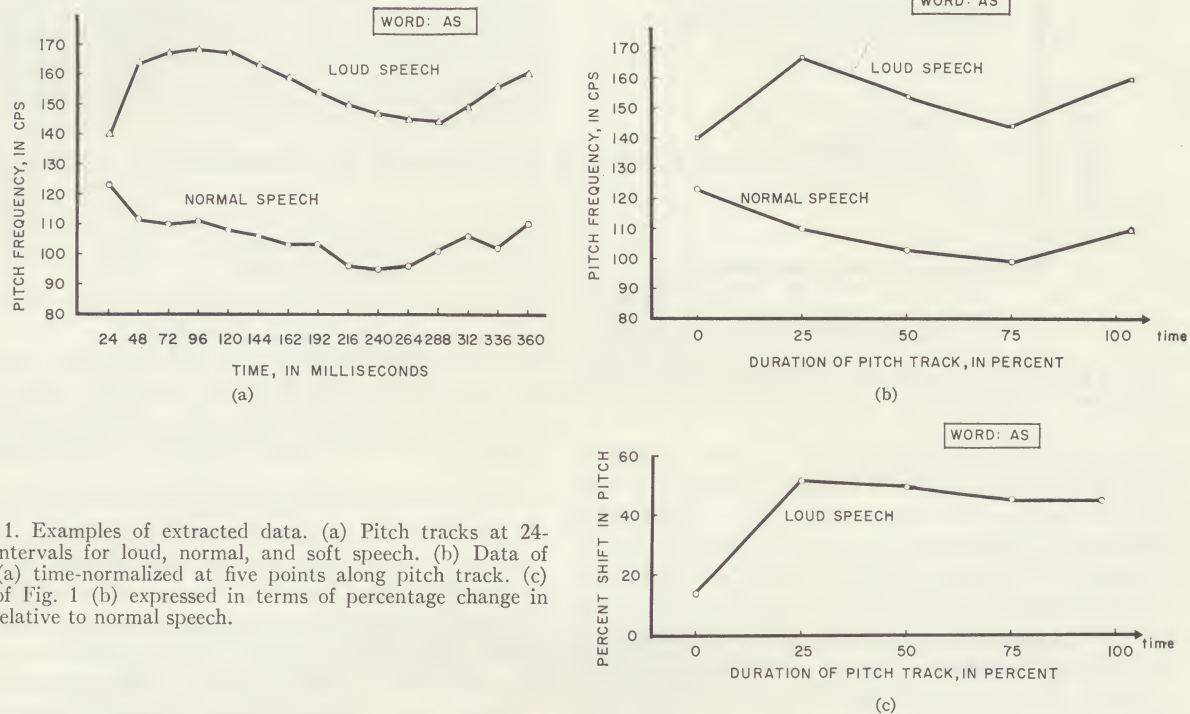 WORD: AS
170
160
150
140
130
120
110
100
90
80
PITCH FREQUENCY, IN CPS
LOUD SPEECH
NORMAL SPEECH
24 48 72 96 120 144 162 192 216 240 264 288 312 336 360
TIME, IN MILLISECONDS
(a)
WORD: AS
170
160
150
140
130
120
110
100
90
80
PITCH FREQUENCY, IN CPS
LOUD SPEECH
NORMAL SPEECH
0 25 50 75 100 time
DURATION OF PITCH TRACK, IN PERCENT
(b)
WORD: AS
60
40
20
0
PERCENT SHIFT IN PITCH
LOUD SPEECH
0 25 50 75 100 time
DURATION OF PITCH TRACK, IN PERCENT
(c)
1. Examples of extracted data. (a) Pitch tracks at 24-
ntervals for loud, normal, and soft speech. (b) Data of
(a) time-normalized at five points along pitch track. (c)
of Fig. 1 (b) expressed in terms of percentage change in
relative to normal speech.